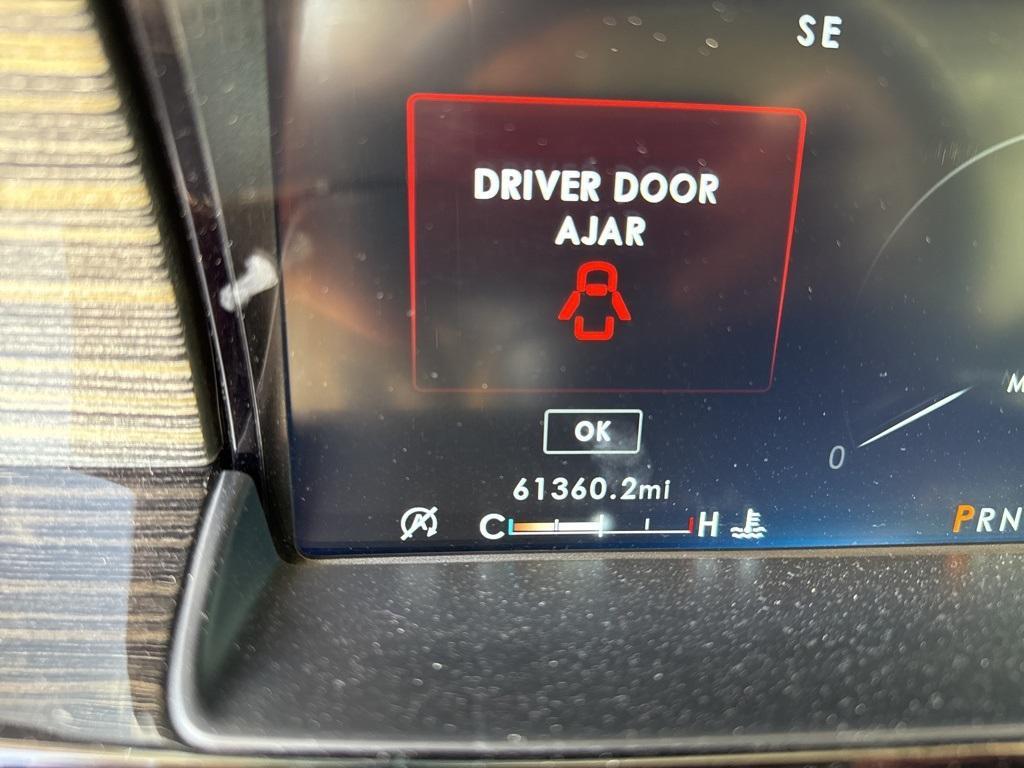 SE
DRIVER DOOR
AJAR
OK
0
61360.2mi
C H
PRN